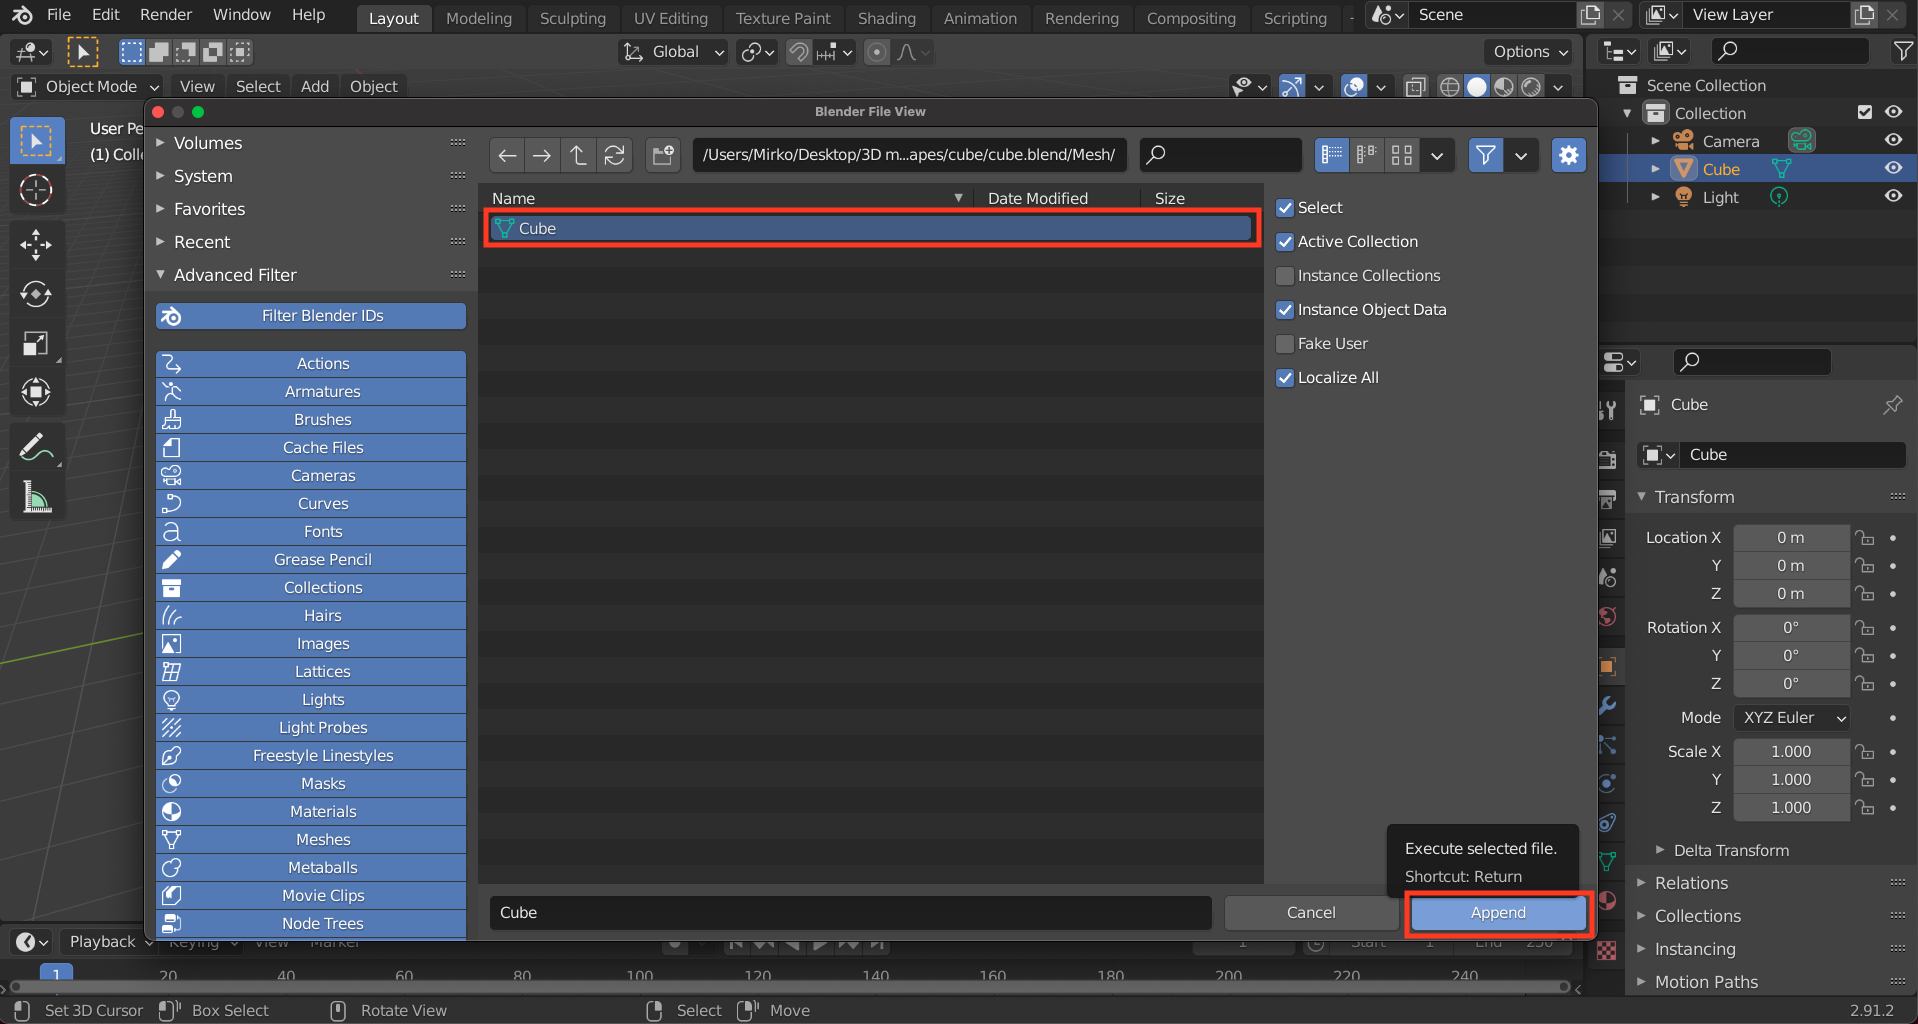 File Edit Render Window Help Layout Modeling Sculpting UV Editing Texture Paint Shading Animation Rendering Compositing Scripting Scene View Layer
Global Options
Object Mode View Select Add Object
Scene Collection
Collection
Camera
Cube
Light
User Pe
(1) Colle
Blender File View
Volumes
System
Favorites
Recent
Advanced Filter
Filter Blender IDs
Actions
Armatures
Brushes
Cache Files
Cameras
Curves
Fonts
Grease Pencil
Collections
Hairs
Images
Lattices
Lights
Light Probes
Freestyle Linestyles
Masks
Materials
Meshes
Metaballs
Movie Clips
Node Trees
/Users/Mirko/Desktop/3D m...apes/cube/cube.blend/Mesh/
Name Date Modified Size
Cube
Select
Active Collection
Instance Collections
Instance Object Data
Fake User
Localize All
Execute selected file.
Shortcut: Return
Cube Cancel Append
Cube
Cube
Transform
Location X 0 m
Y 0 m
Z 0 m
Rotation X 0°
Y 0°
Z 0°
Mode XYZ Euler
Scale X 1.000
Y 1.000
Z 1.000
Delta Transform
Relations
Collections
Instancing
Motion Paths
Playback Keying View Marker 1 Start 1 End 250
1 20 40 60 80 100 120 140 160 180 200 220 240
Set 3D Cursor Box Select Rotate View Select Move 2.91.2